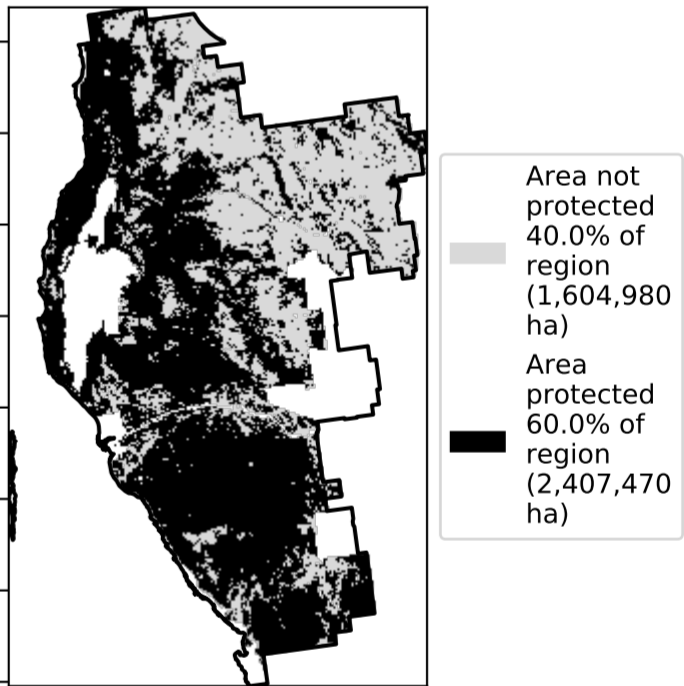 Area not
protected
40.0% of
region
(1,604,980
ha)
Area
protected
60.0% of
region
(2,407,470
ha)